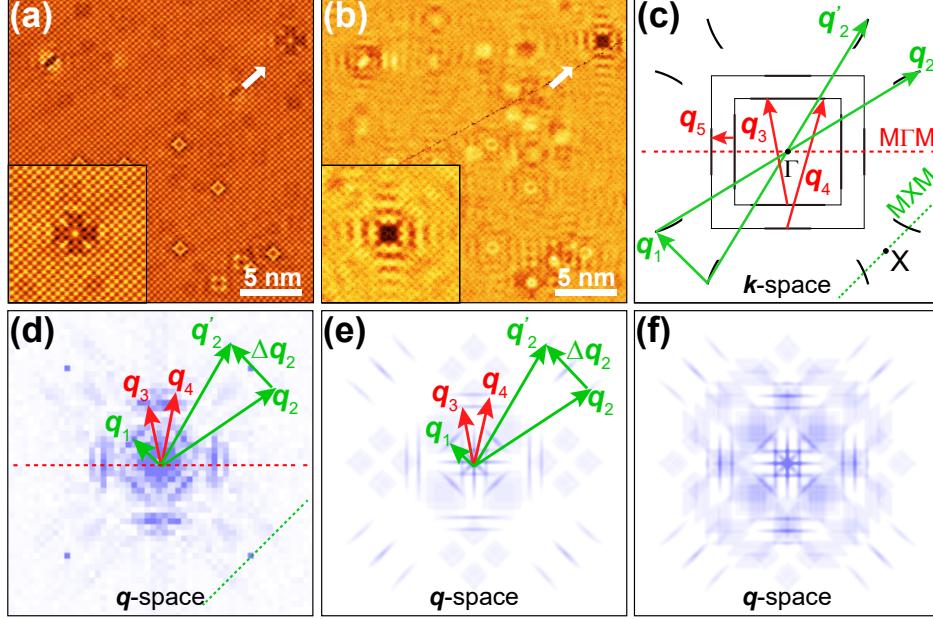 (a)
5 nm
(b)
5 nm
(c)
q'2
q2
q5
q3
MΓM
Γ
q4
MXM
q1
X
k-space
(d)
q'2
Δq2
q3
q4
q2
q1
q-space
(e)
q'2
Δq2
q3
q4
q2
q1
q-space
(f)
q-space